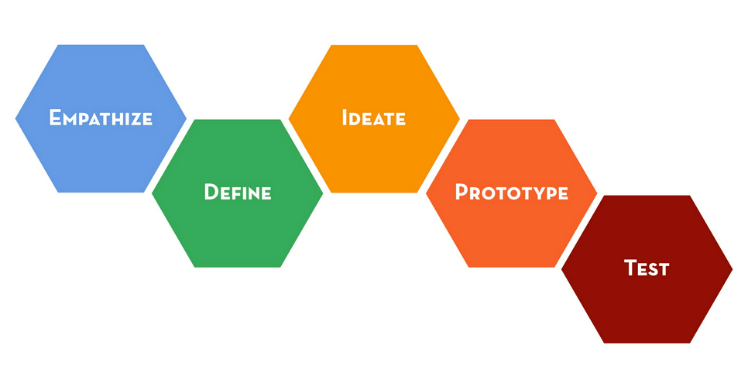 Empathize
Define
Ideate
Prototype
Test